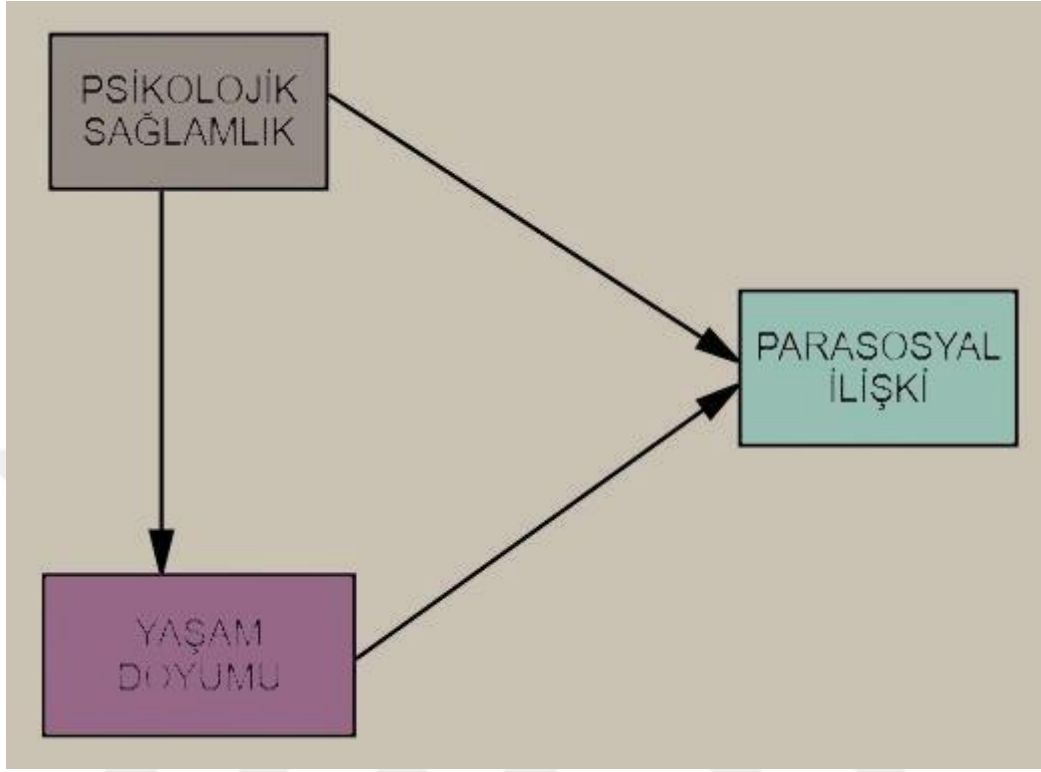 PSİKOLOJİK
SAĞLAMLIK
PARASOSYAL
İLİŞKİ
YAŞAM
DOYUMU